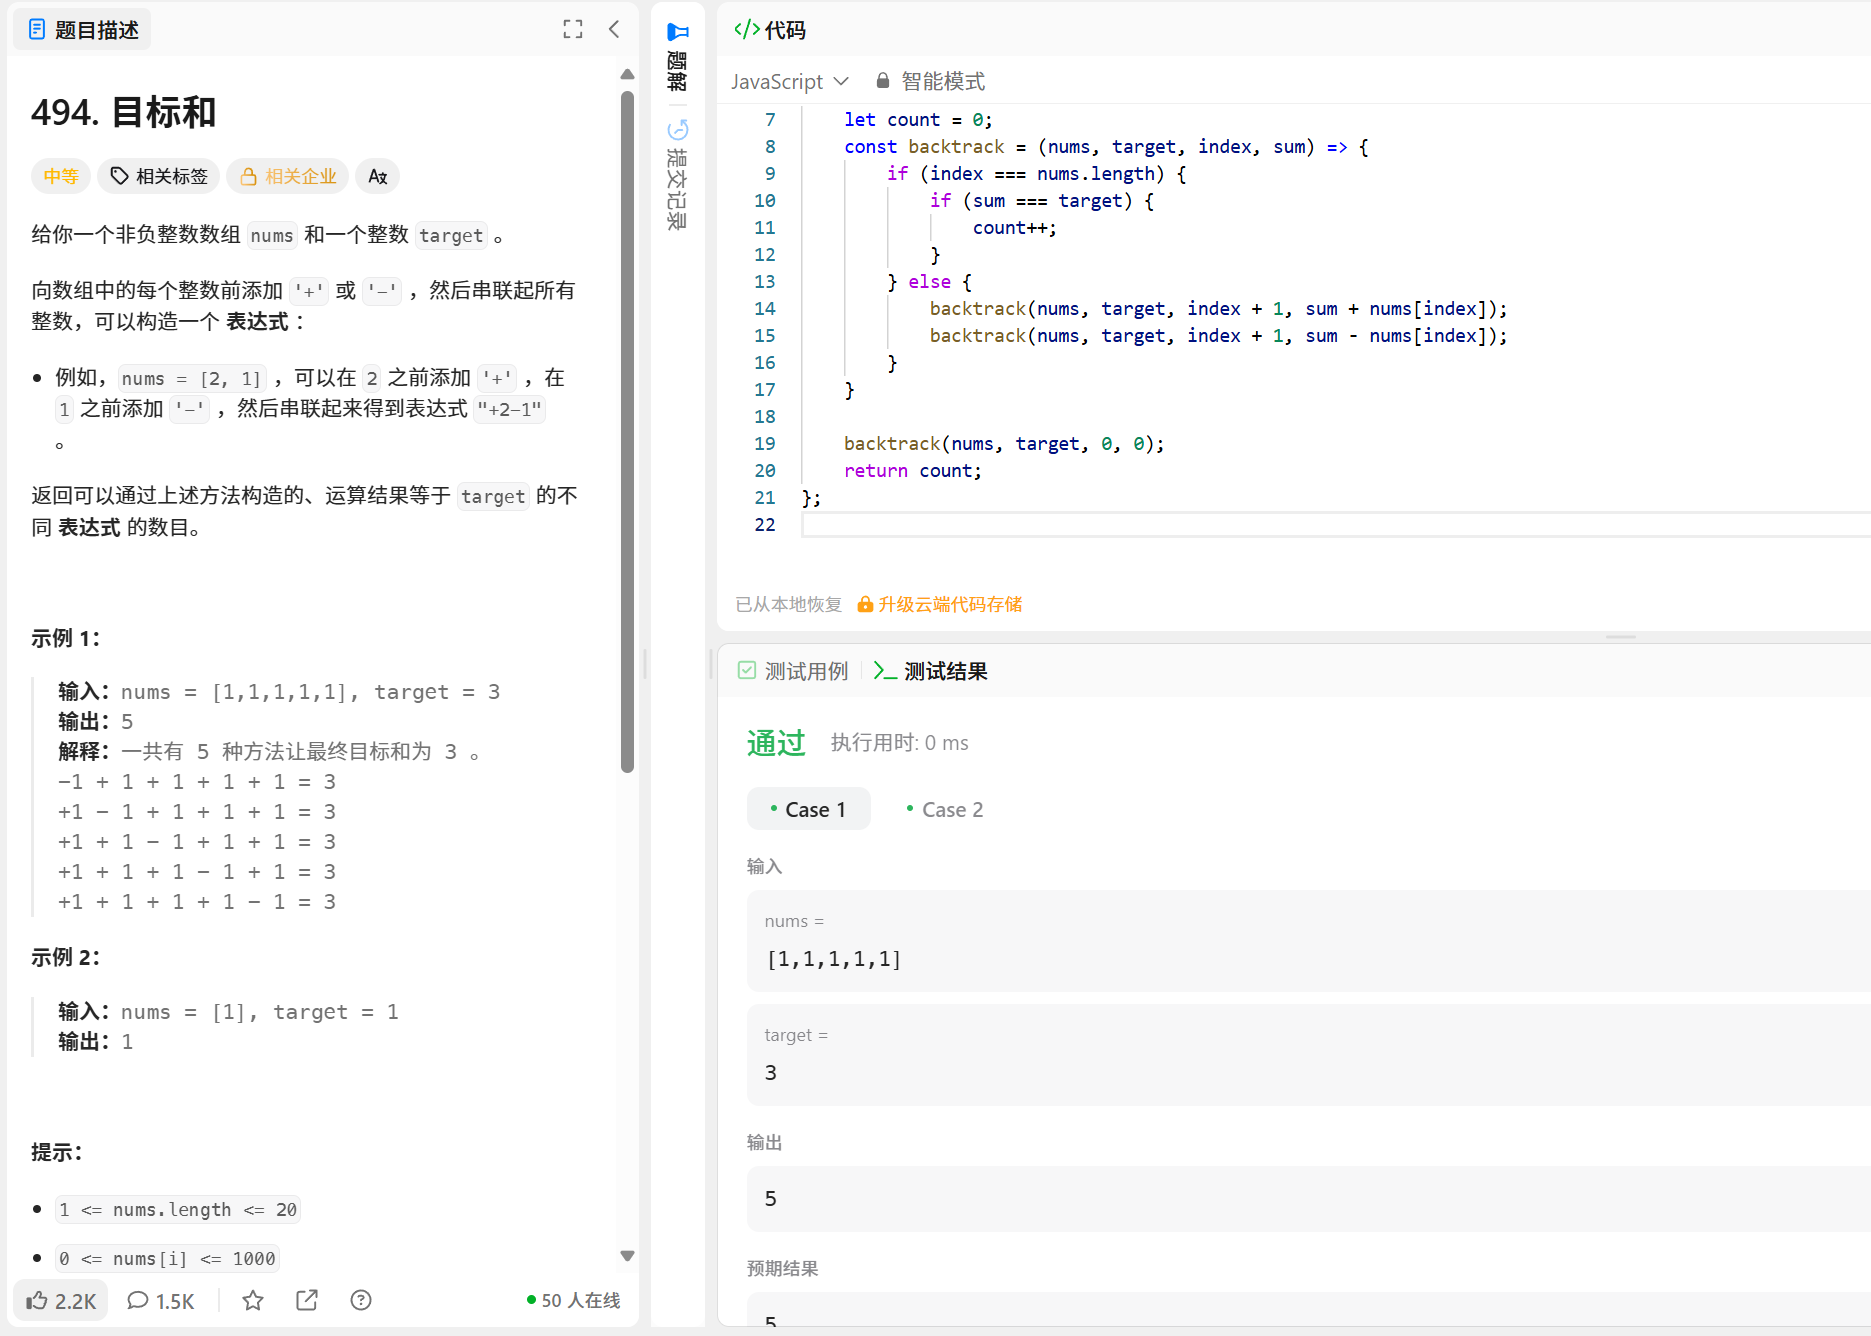 题目描述
494. 目标和
中等 相关标签 相关企业
给你一个非负整数数组 nums 和一个整数 target 。
向数组中的每个整数前添加 '+' 或 '-' ，然后串联起所有
整数，可以构造一个 表达式 ：
例如，nums = [2, 1] ，可以在 2 之前添加 '+' ，在
1 之前添加 '-' ，然后串联起来得到表达式 "+2-1"
。
返回可以通过上述方法构造的、运算结果等于 target 的不
同 表达式 的数目。
示例 1：
输入：nums = [1,1,1,1,1], target = 3
输出：5
解释：一共有 5 种方法让最终目标和为 3 。
-1 + 1 + 1 + 1 + 1 = 3
+1 - 1 + 1 + 1 + 1 = 3
+1 + 1 - 1 + 1 + 1 = 3
+1 + 1 + 1 - 1 + 1 = 3
+1 + 1 + 1 + 1 - 1 = 3
示例 2：
输入：nums = [1], target = 1
输出：1
提示：
1 <= nums.length <= 20
0 <= nums[i] <= 1000
2.2K 1.5K 50 人在线
题解
提交记录
</> 代码
JavaScript 智能模式
7 let count = 0;
8 const backtrack = (nums, target, index, sum) => {
9 if (index === nums.length) {
10 if (sum === target) {
11 count++;
12 }
13 } else {
14 backtrack(nums, target, index + 1, sum + nums[index]);
15 backtrack(nums, target, index + 1, sum - nums[index]);
16 }
17 }
18
19 backtrack(nums, target, 0, 0);
20 return count;
21 };
22
已从本地恢复 升级云端代码存储
测试用例 >_ 测试结果
通过 执行用时: 0 ms
Case 1 Case 2
输入
nums =
[1,1,1,1,1]
target =
3
输出
5
预期结果
5